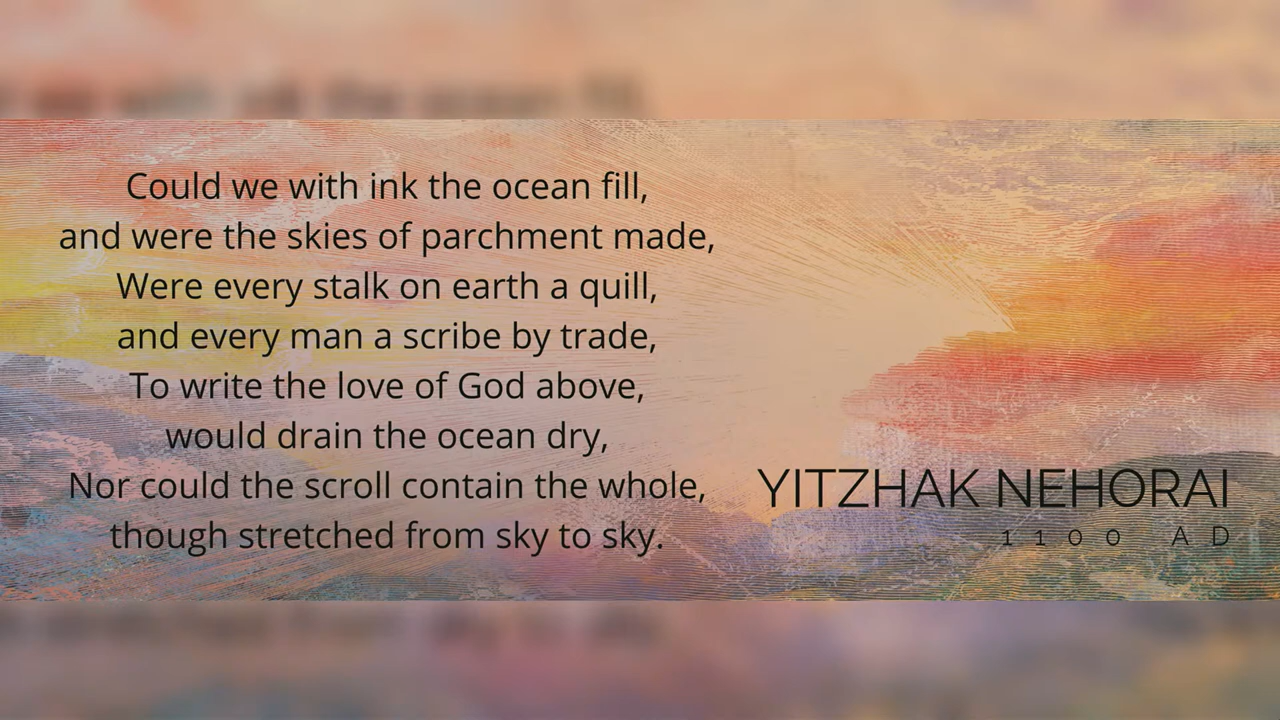 Could we with ink the ocean fill,
and were the skies of parchment made,
Were every stalk on earth a quill,
and every man a scribe by trade,
To write the love of God above,
would drain the ocean dry,
Nor could the scroll contain the whole,
though stretched from sky to sky.
YITZHAK NEHORAI
1100 AD